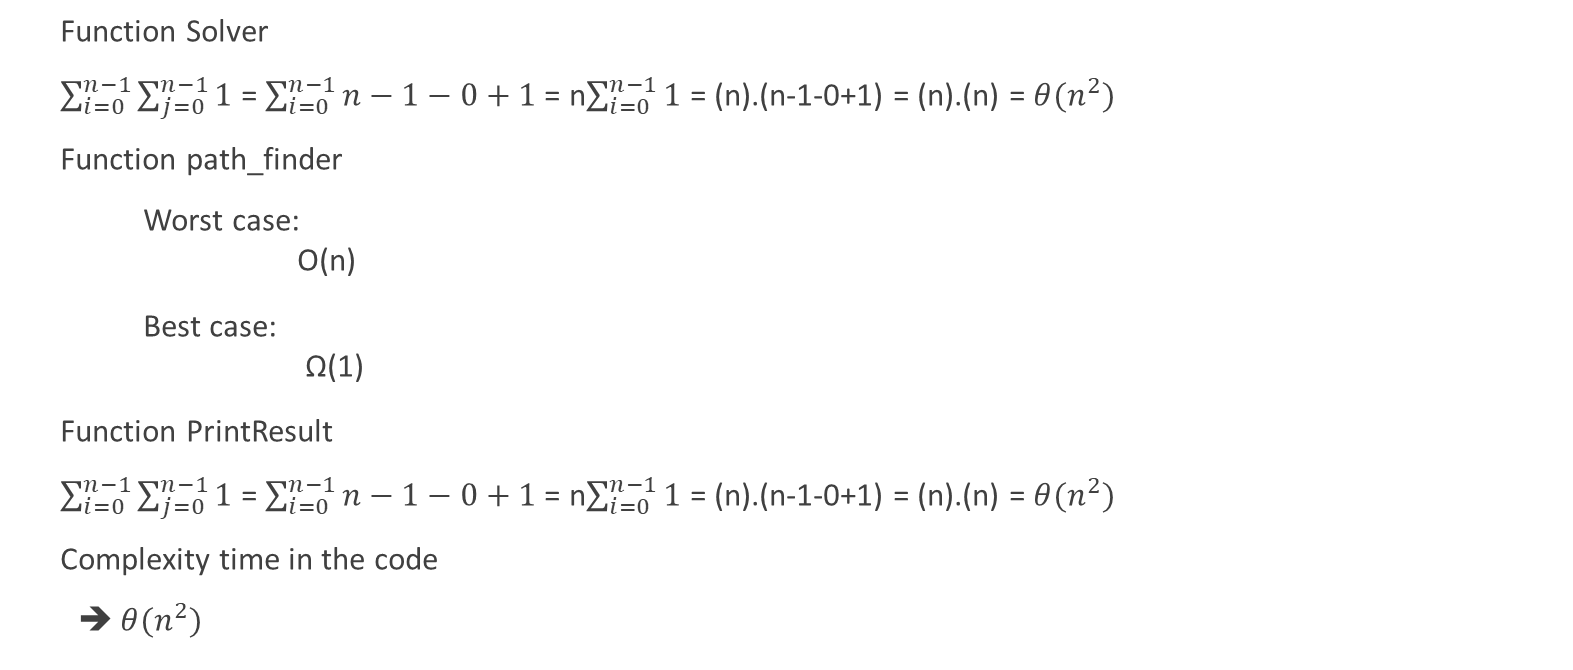 Function Solver
∑_{i=0}^{n−1} ∑_{j=0}^{n−1} 1 = ∑_{i=0}^{n−1} n − 1 − 0 + 1 = n∑_{i=0}^{n−1} 1 = (n).(n-1-0+1) = (n).(n) = θ(n²)
Function path_finder
Worst case:
O(n)
Best case:
Ω(1)
Function PrintResult
∑_{i=0}^{n−1} ∑_{j=0}^{n−1} 1 = ∑_{i=0}^{n−1} n − 1 − 0 + 1 = n∑_{i=0}^{n−1} 1 = (n).(n-1-0+1) = (n).(n) = θ(n²)
Complexity time in the code
➔ θ(n²)